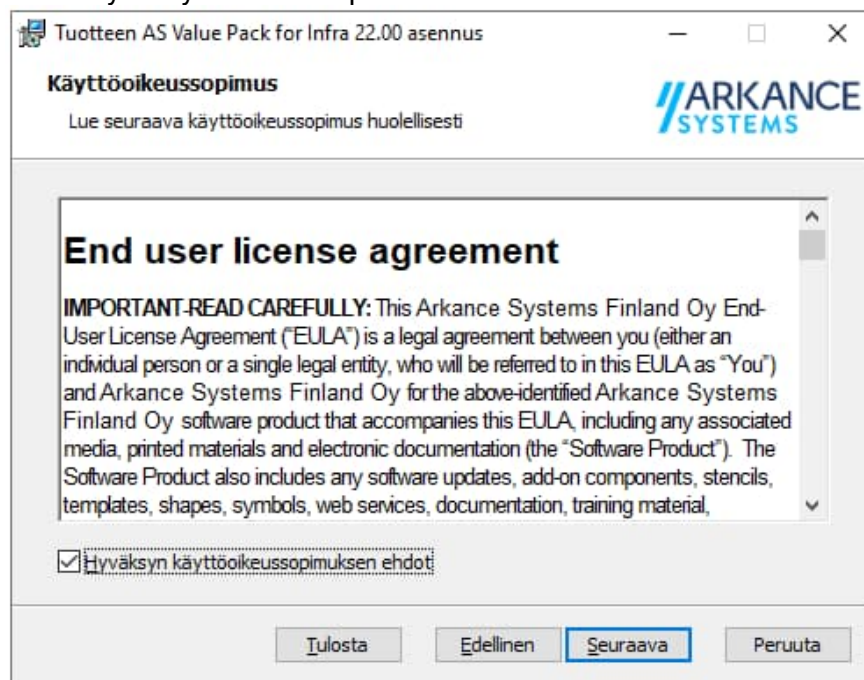 Tuotteen AS Value Pack for Infra 22.00 asennus
Käyttöoikeussopimus
Lue seuraava käyttöoikeussopimus huolellisesti
ARKANCE
SYSTEMS
End user license agreement
IMPORTANT-READ CAREFULLY: This Arkance Systems Finland Oy End-
User License Agreement (“EULA”) is a legal agreement between you (either an
individual person or a single legal entity, who will be referred to in this EULA as “You”)
and Arkance Systems Finland Oy for the above-identified Arkance Systems
Finland Oy software product that accompanies this EULA, including any associated
media, printed materials and electronic documentation (the “Software Product”). The
Software Product also includes any software updates, add-on components, stencils,
templates, shapes, symbols, web services, documentation, training material,
Hyväksyn käyttöoikeussopimuksen ehdot
Tulosta Edellinen Seuraava Peruuta